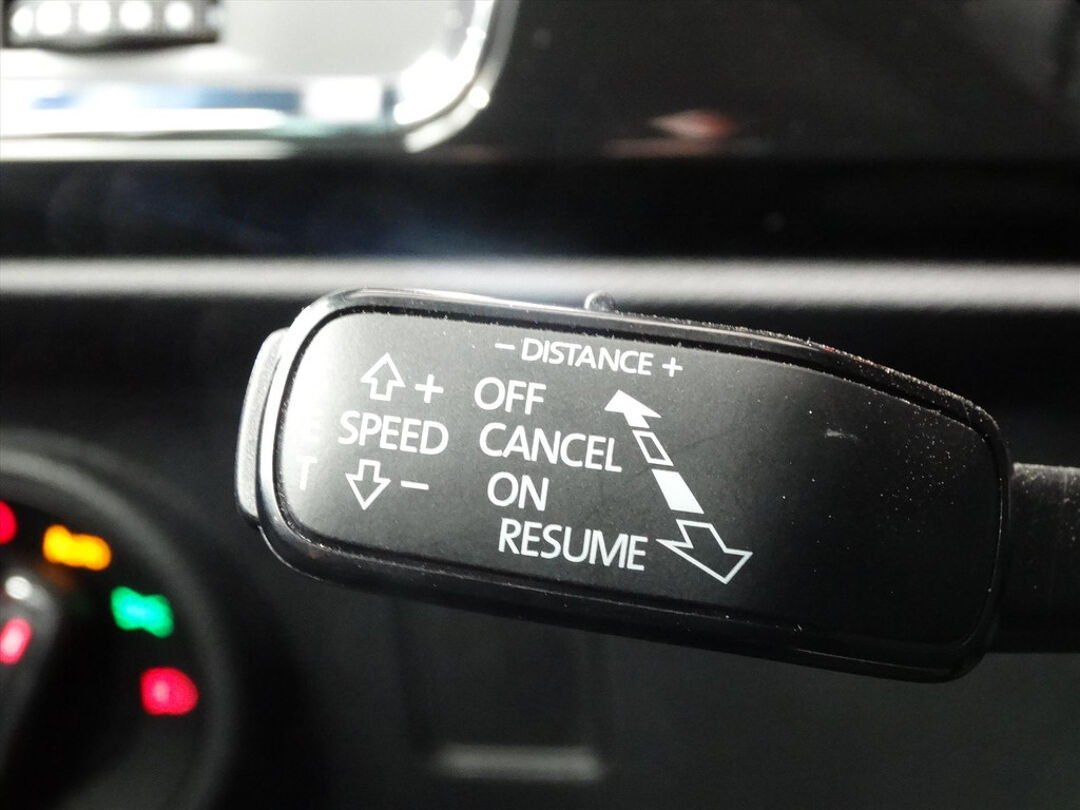 − DISTANCE +
+ OFF
SPEED CANCEL
− ON
RESUME